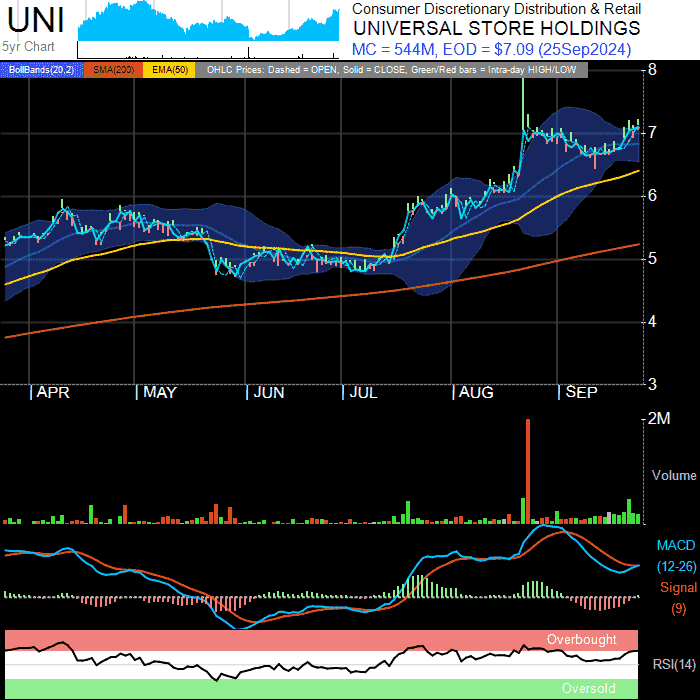 UNI
5yr Chart
Consumer Discretionary Distribution & Retail
UNIVERSAL STORE HOLDINGS
MC = 544M, EOD = $7.09 (25Sep2024)
BollBands(20,2) SMA(200) EMA(50) OHLC Prices: Dashed = OPEN, Solid = CLOSE, Green/Red bars = Intra-day HIGH/LOW
8
7
6
5
4
3
APR MAY JUN JUL AUG SEP
2M
Volume
MACD
(12-26)
Signal
(9)
Overbought
RSI(14)
Oversold